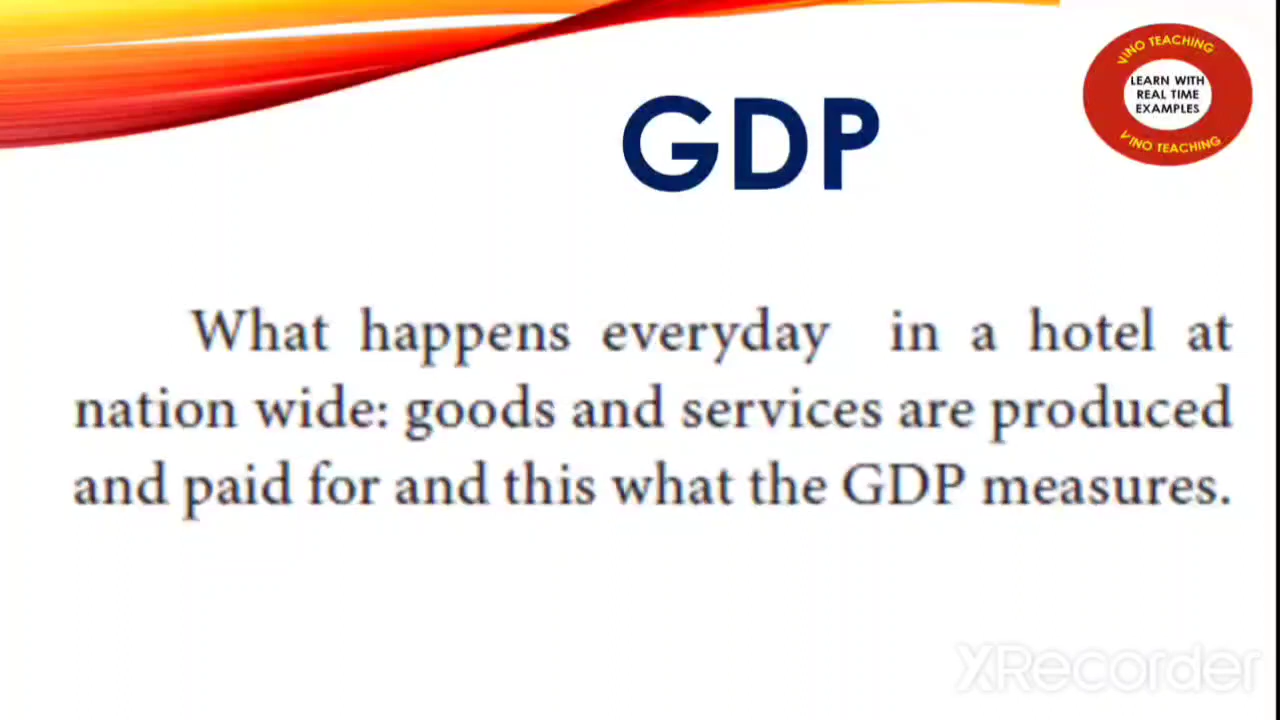 VINO TEACHING
LEARN WITH
REAL TIME
EXAMPLES
VINO TEACHING
GDP
What happens everyday in a hotel at
nation wide: goods and services are produced
and paid for and this what the GDP measures.
XRecorder